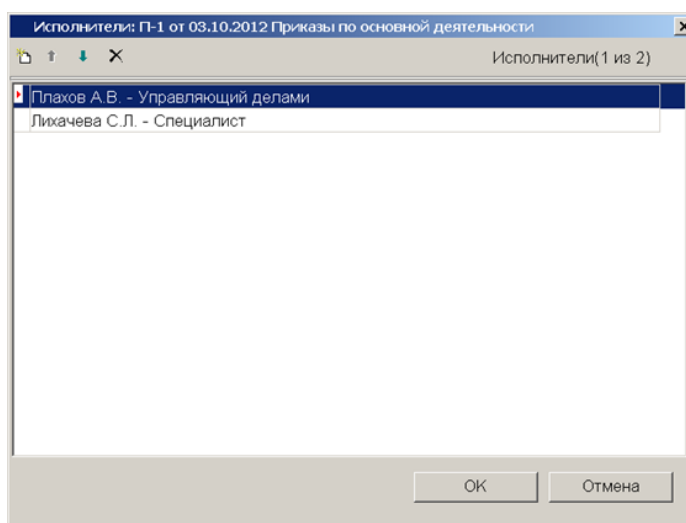 Исполнители: П-1 от 03.10.2012 Приказы по основной деятельности
Исполнители(1 из 2)
Плахов А.В. - Управляющий делами
Лихачева С.Л. - Специалист
OK Отмена